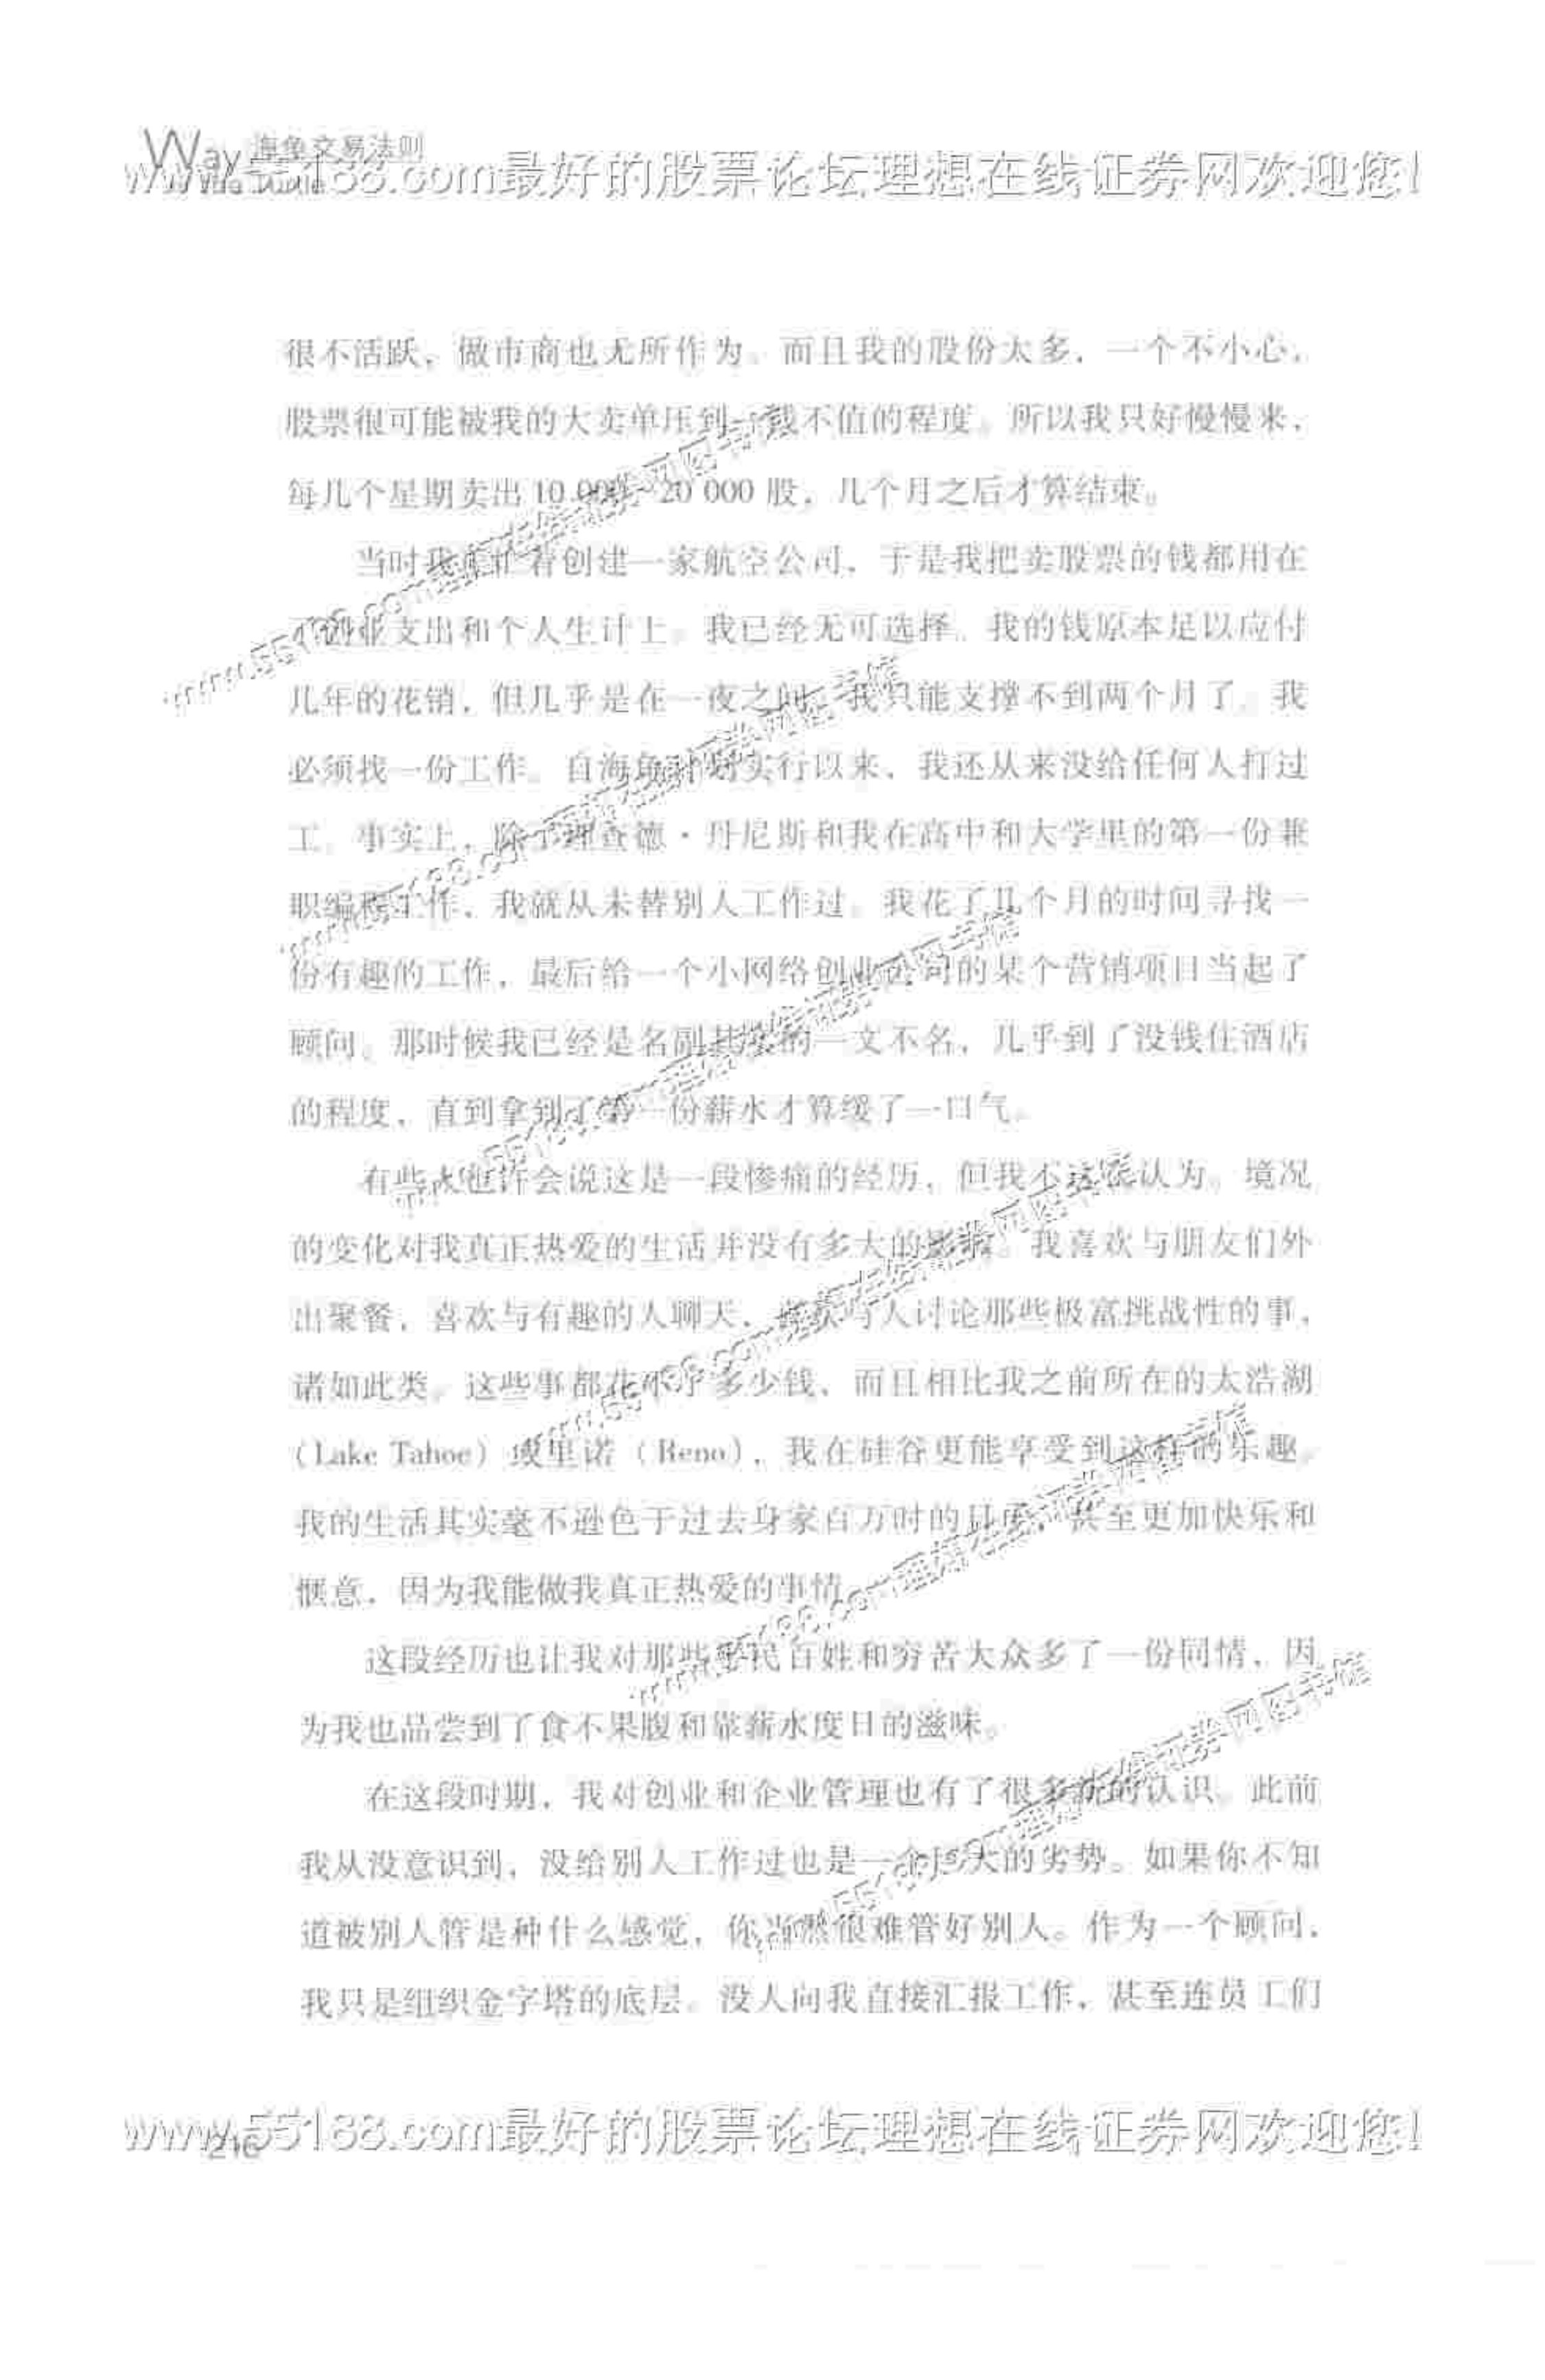 Way 海龟交易法则
www.55188.com最好的股票论坛理想在线证券网欢迎您!
很不活跃，做市商也无所作为。而且我的股份太多，一个不小心，
股票很可能被我的大卖单压到一钱不值的程度。所以我只好慢慢来，
每几个星期卖出 10 000～20 000 股，几个月之后才算结束。
当时我正忙着创建一家航空公司，于是我把卖股票的钱都用在
了创业支出和个人生计上。我已经无可选择。我的钱原本足以应付
几年的花销，但几乎是在一夜之间，我只能支撑不到两个月了。我
必须找一份工作。自海龟计划实行以来，我还从来没给任何人打过
工。事实上，除了理查德·丹尼斯和我在高中和大学里的第一份兼
职编程工作，我就从未替别人工作过。我花了几个月的时间寻找一
份有趣的工作，最后给一个小网络创业公司的某个营销项目当起了
顾问。那时候我已经是名副其实的一文不名，几乎到了没钱住酒店
的程度，直到拿到了第一份薪水才算缓了一口气。
有些人也许会说这是一段惨痛的经历，但我不这么认为。境况
的变化对我真正热爱的生活并没有多大的影响。我喜欢与朋友们外
出聚餐，喜欢与有趣的人聊天，喜欢与人讨论那些极富挑战性的事，
诸如此类。这些事都花不了多少钱，而且相比我之前所在的太浩湖
（Lake Tahoe）或里诺（Reno），我在硅谷更能享受到这样的乐趣。
我的生活其实毫不逊色于过去身家百万时的日子，甚至更加快乐和
惬意，因为我能做我真正热爱的事情。
这段经历也让我对那些平民百姓和穷苦大众多了一份同情，因
为我也品尝到了食不果腹和靠薪水度日的滋味。
在这段时期，我对创业和企业管理也有了很多新的认识。此前
我从没意识到，没给别人工作过也是一个巨大的劣势。如果你不知
道被别人管是种什么感觉，你当然很难管好别人。作为一个顾问，
我只是组织金字塔的底层。没人向我直接汇报工作，甚至连员工们
www.55188.com最好的股票论坛理想在线证券网欢迎您!
216